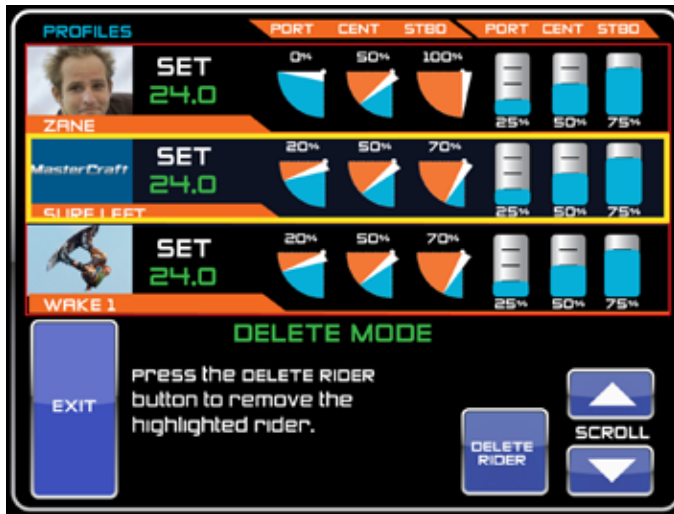 PROFILES PORT CENT STBD PORT CENT STBD
SET 0% 50% 100%
24.0
ZANE 25% 50% 75%
MasterCraft SET 20% 50% 70%
24.0
SURF LEFT 25% 50% 75%
SET 20% 50% 70%
24.0
WAKE 1 25% 50% 75%
DELETE MODE
Press the DELETE RIDER
button to remove the
highlighted rider.
EXIT
DELETE
RIDER
SCROLL